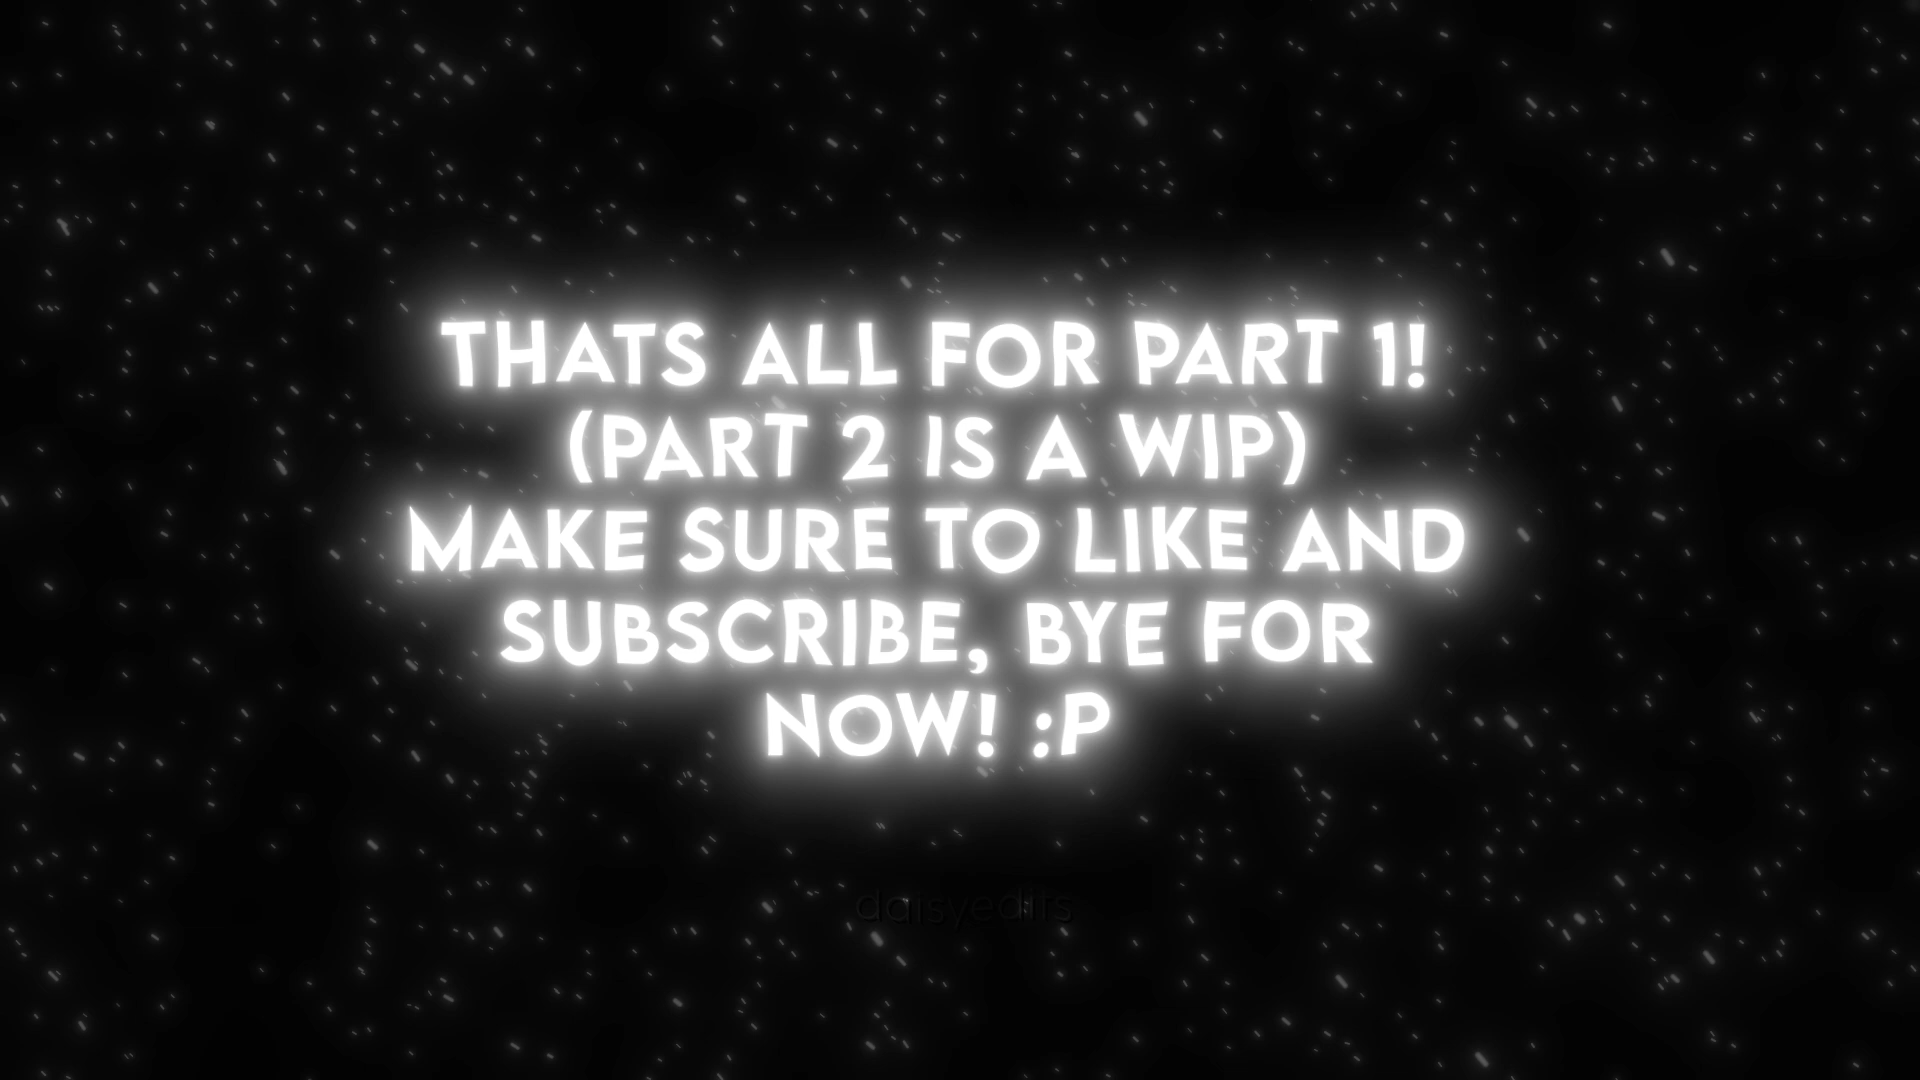 THATS ALL FOR PART 1!
(PART 2 IS A WIP)
MAKE SURE TO LIKE AND
SUBSCRIBE, BYE FOR
NOW! :P
daisyedits